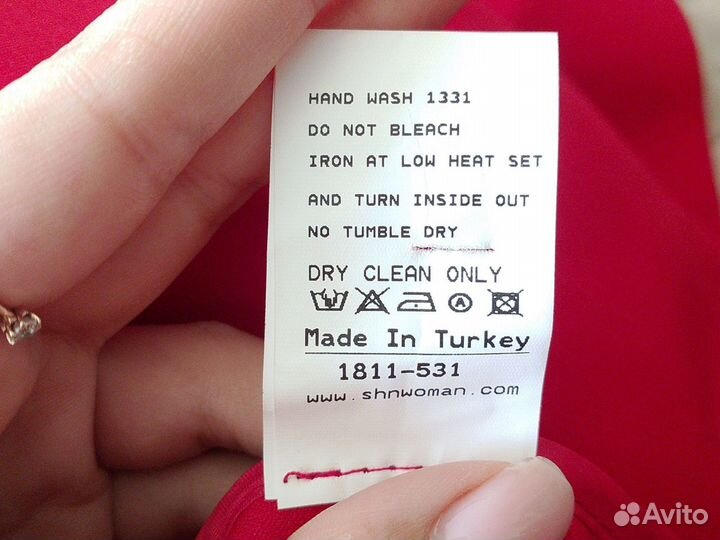 HAND WASH 1331
DO NOT BLEACH
IRON AT LOW HEAT SET
AND TURN INSIDE OUT
NO TUMBLE DRY
DRY CLEAN ONLY
A
Made In Turkey
1811-531
www.shnwoman.com
Avito